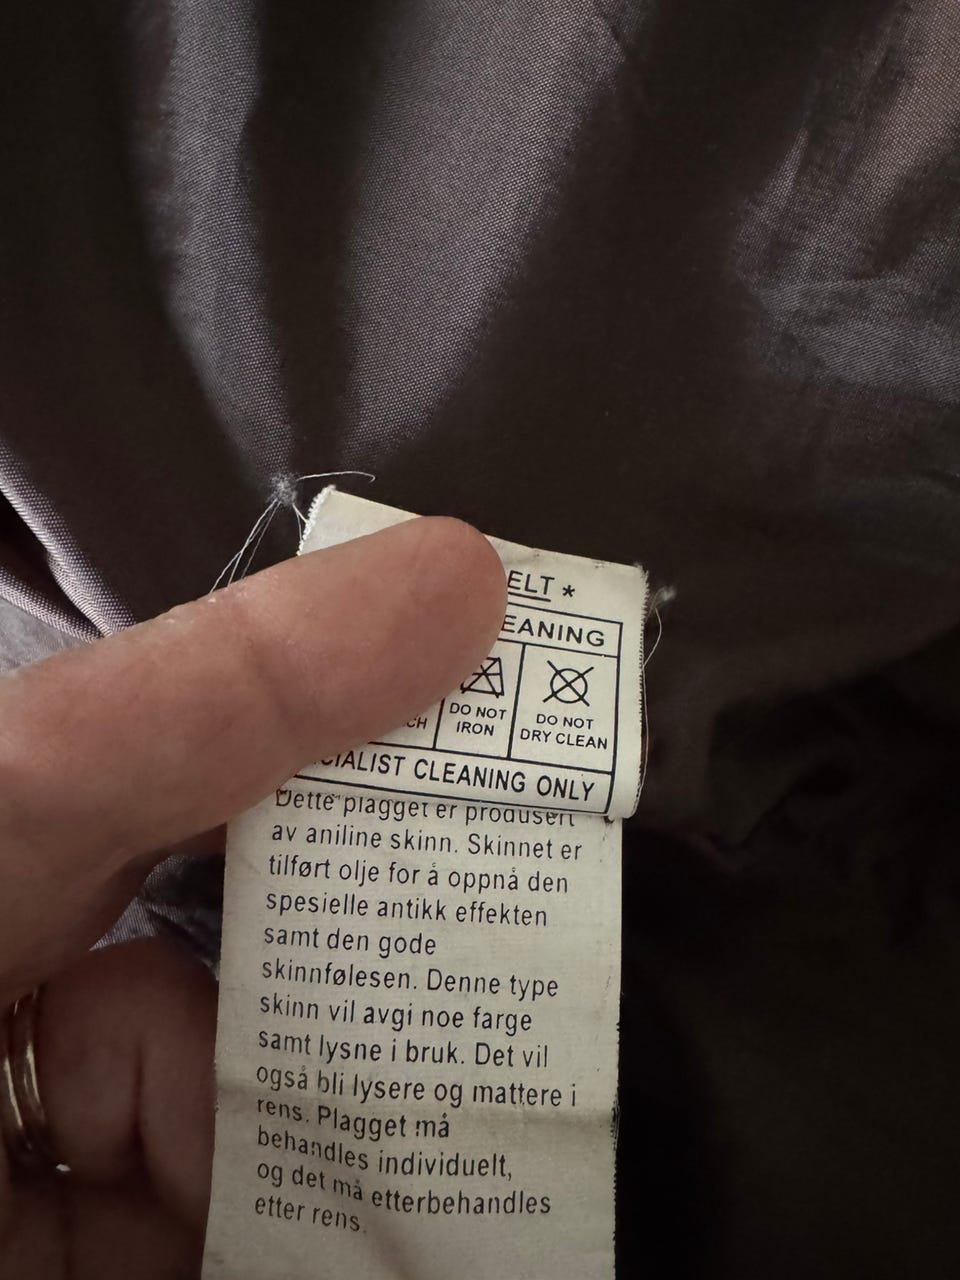 ELT *
EANING
CH
DO NOT
IRON
DO NOT
DRY CLEAN
CIALIST CLEANING ONLY
Dette plagget er produsert
av aniline skinn. Skinnet er
tilført olje for å oppnå den
spesielle antikk effekten
samt den gode
skinnfølesen. Denne type
skinn vil avgi noe farge
samt lysne i bruk. Det vil
også bli lysere og mattere i
rens. Plagget må
behandles individuelt,
og det må etterbehandles
etter rens.